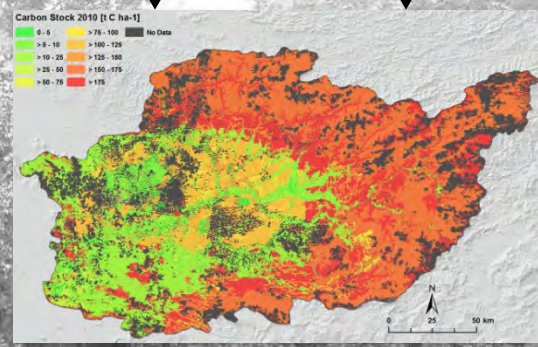 Carbon Stock 2010 [t C ha-1]
0 - 5 > 75 - 100 No Data
> 5 - 10 > 100 - 125
> 10 - 25 > 125 - 150
> 25 - 50 > 150 - 175
> 50 - 75 > 175
N
0 25 50 km